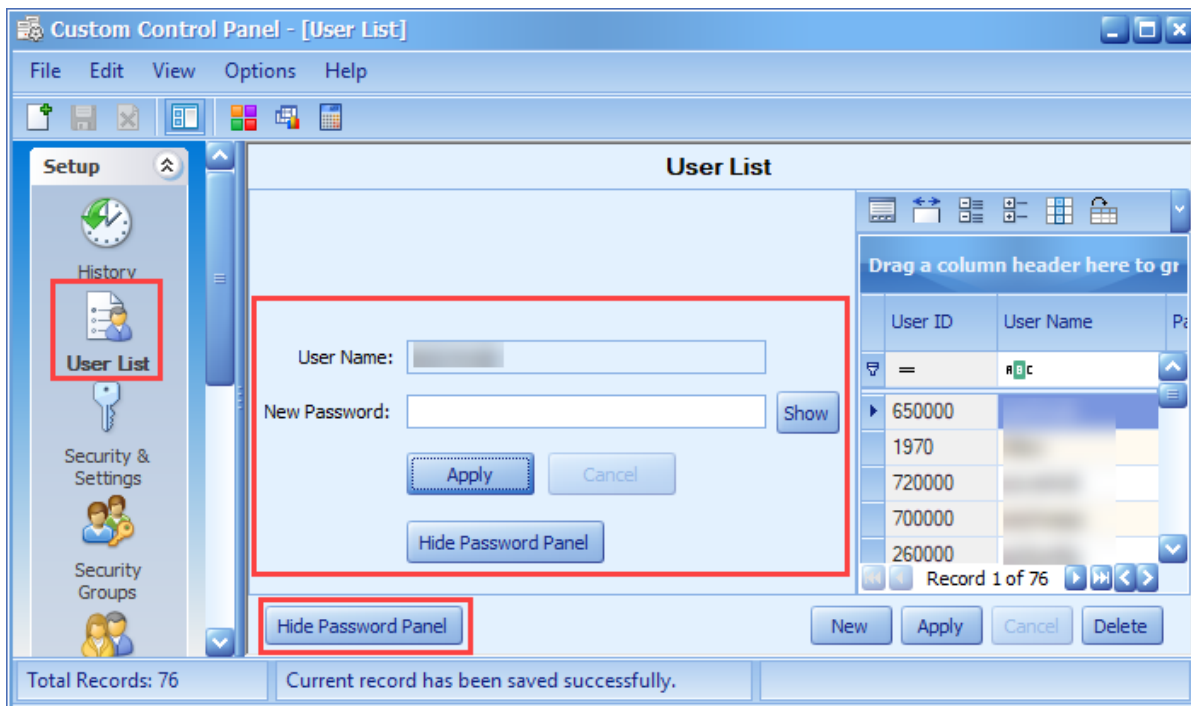 Custom Control Panel - [User List]
File Edit View Options Help
Setup
History
User List
Security &
Settings
Security
Groups
User List
User Name:
New Password:
Show
Apply Cancel
Hide Password Panel
Drag a column header here to gr
User ID User Name Pa
= ABC
650000
1970
720000
700000
260000
Record 1 of 76
Hide Password Panel
New Apply Cancel Delete
Total Records: 76 Current record has been saved successfully.